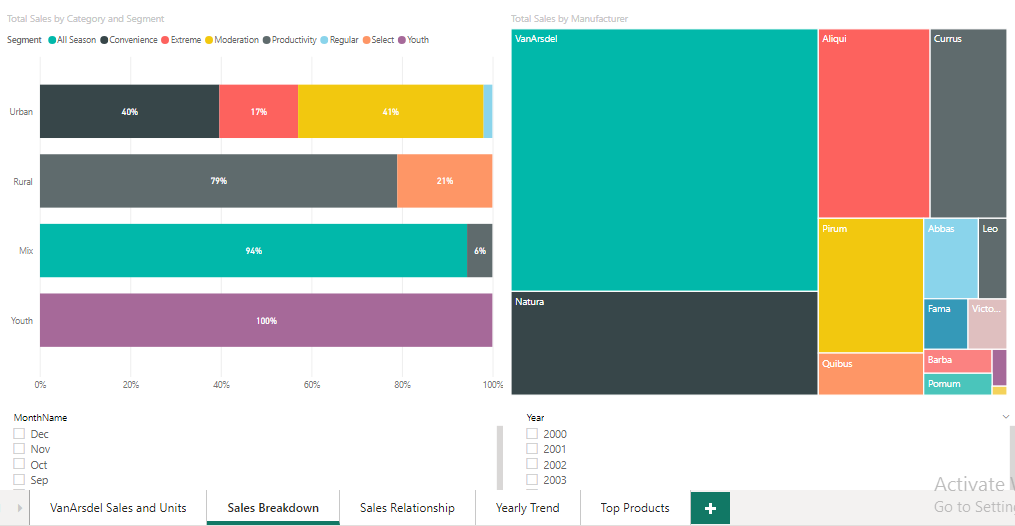 Total Sales by Category and Segment
Segment All Season Convenience Extreme Moderation Productivity Regular Select Youth
Urban 40% 17% 41%
Rural 79% 21%
Mix 94% 6%
Youth 100%
0% 20% 40% 60% 80% 100%
Total Sales by Manufacturer
VanArsdel
Aliqui
Currus
Natura
Pirum
Abbas
Leo
Fama
Victo...
Quibus
Barba
Pomum
MonthName
Dec
Nov
Oct
Sep
Year
2000
2001
2002
2003
Activate
Go to Settin
VanArsdel Sales and Units Sales Breakdown Sales Relationship Yearly Trend Top Products +